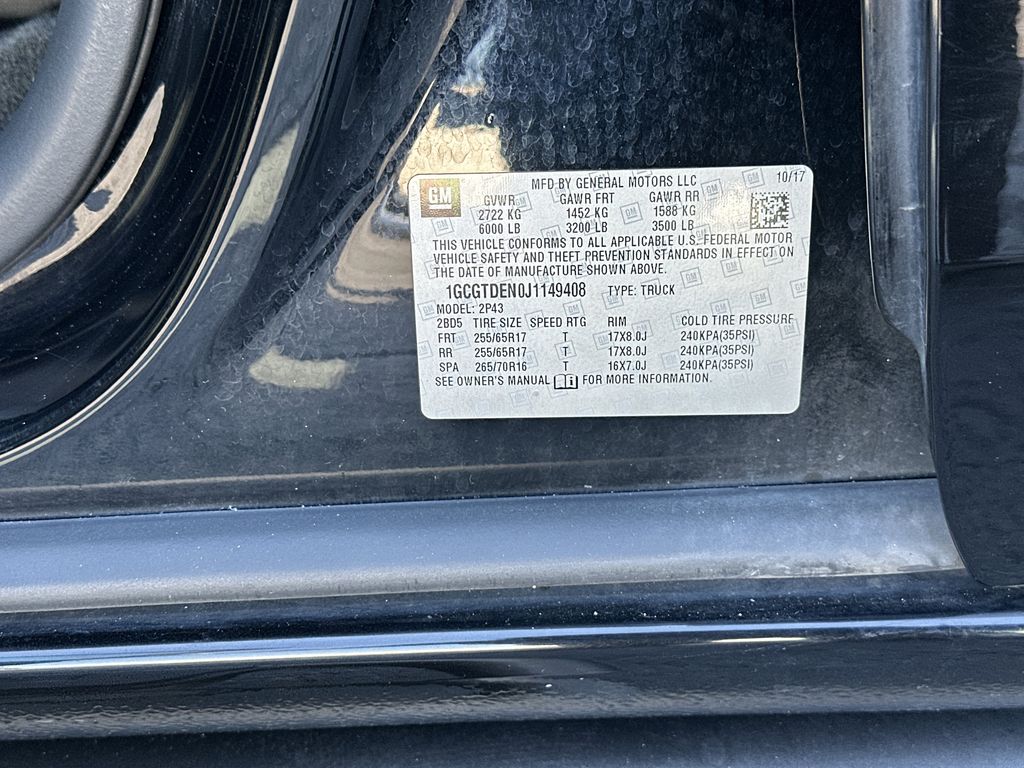 GM MFD BY GENERAL MOTORS LLC 10/17
GVWR GAWR FRT GAWR RR
2722 KG 1452 KG 1588 KG
6000 LB 3200 LB 3500 LB
THIS VEHICLE CONFORMS TO ALL APPLICABLE U.S. FEDERAL MOTOR
VEHICLE SAFETY AND THEFT PREVENTION STANDARDS IN EFFECT ON
THE DATE OF MANUFACTURE SHOWN ABOVE.
1GCGTDEN0J1149408 TYPE: TRUCK
MODEL: 2P43
2BD5 TIRE SIZE SPEED RTG RIM COLD TIRE PRESSURE
FRT 255/65R17 T 17X8.0J 240KPA(35PSI)
RR 255/65R17 T 17X8.0J 240KPA(35PSI)
SPA 265/70R16 T 16X7.0J 240KPA(35PSI)
SEE OWNER'S MANUAL FOR MORE INFORMATION.